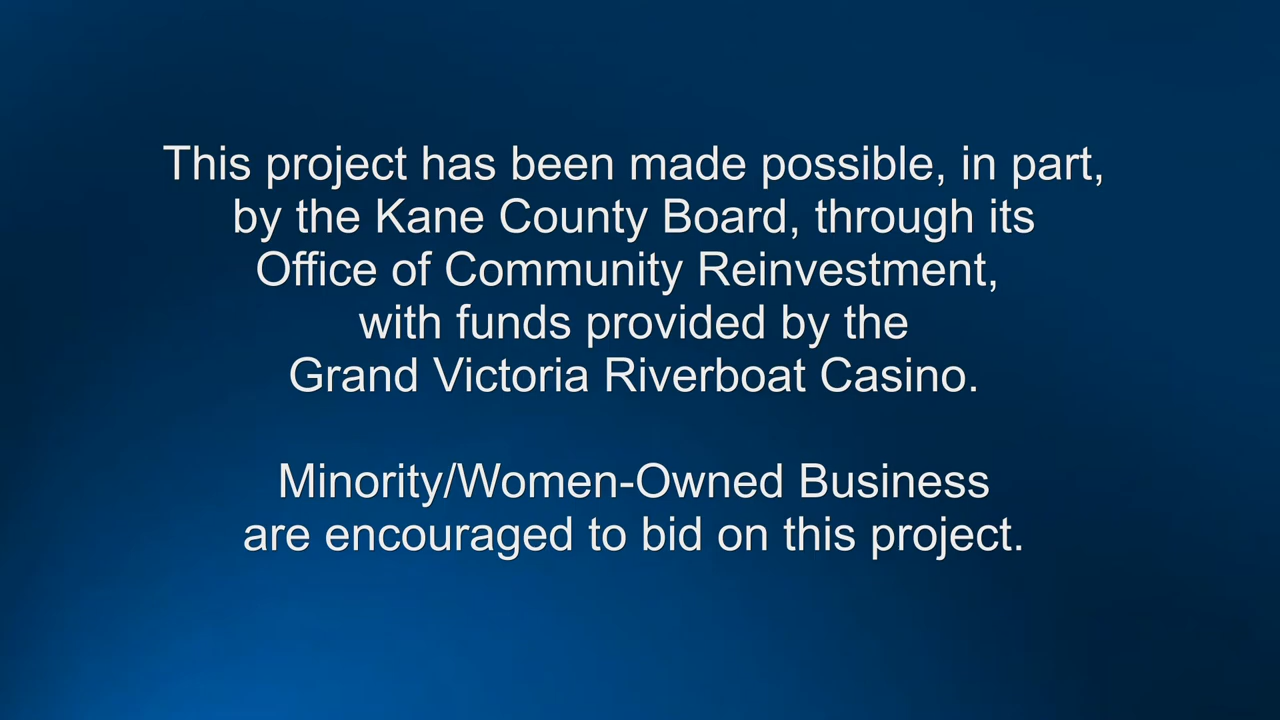 This project has been made possible, in part,
by the Kane County Board, through its
Office of Community Reinvestment,
with funds provided by the
Grand Victoria Riverboat Casino.
Minority/Women-Owned Business
are encouraged to bid on this project.